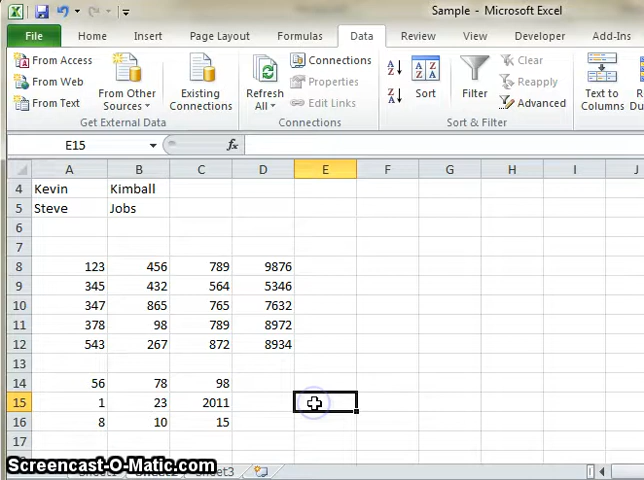 Sample - Microsoft Excel
File Home Insert Page Layout Formulas Data Review View Developer Add-Ins
From Access
From Web
From Text
From Other Sources
Get External Data
Existing Connections
Refresh All
Connections
Properties
Edit Links
Connections
A Z
Z A
Sort
Filter
Clear
Reapply
Advanced
Sort & Filter
Text to Columns
E15 fx
A B C D E F G H I J
4 Kevin Kimball
5 Steve Jobs
6
7
8 123 456 789 9876
9 345 432 564 5346
10 347 865 765 7632
11 378 98 789 8972
12 543 267 872 8934
13
14 56 78 98
15 1 23 2011
16 8 10 15
17
Sheet3
Screencast-O-Matic.com